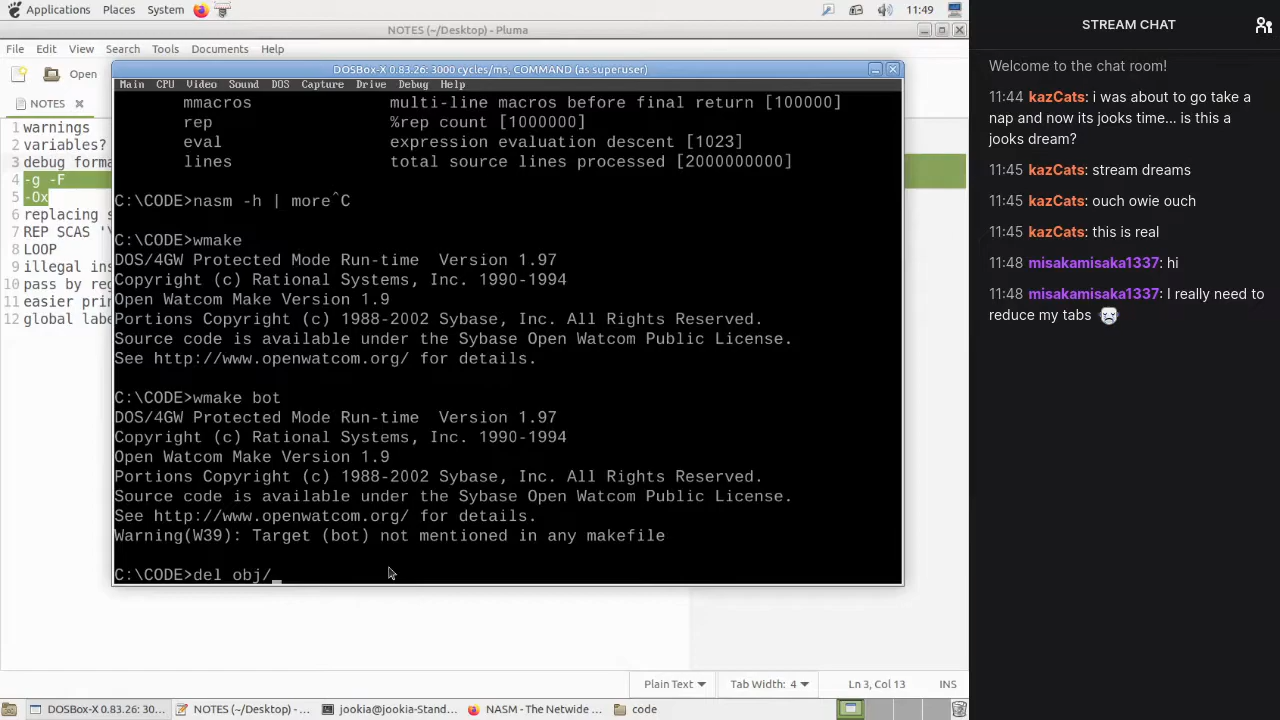 Applications Places System 11:49
NOTES (~/Desktop) - Pluma
File Edit View Search Tools Documents Help
Open
NOTES
1 warnings
2 variables?
3 debug forma
4 -g -F
5 -Ox
6 replacing s
7 REP SCAS '\
8 LOOP
9 illegal ins
10 pass by reg
11 easier prin
12 global labe
DOSBox-X 0.83.26: 3000 cycles/ms, COMMAND (as superuser)
Main CPU Video Sound DOS Capture Drive Debug Help
mmacros multi-line macros before final return [100000]
rep %rep count [1000000]
eval expression evaluation descent [1023]
lines total source lines processed [2000000000]
C:\CODE>nasm -h | more^C
C:\CODE>wmake
DOS/4GW Protected Mode Run-time Version 1.97
Copyright (c) Rational Systems, Inc. 1990-1994
Open Watcom Make Version 1.9
Portions Copyright (c) 1988-2002 Sybase, Inc. All Rights Reserved.
Source code is available under the Sybase Open Watcom Public License.
See http://www.openwatcom.org/ for details.
C:\CODE>wmake bot
DOS/4GW Protected Mode Run-time Version 1.97
Copyright (c) Rational Systems, Inc. 1990-1994
Open Watcom Make Version 1.9
Portions Copyright (c) 1988-2002 Sybase, Inc. All Rights Reserved.
Source code is available under the Sybase Open Watcom Public License.
See http://www.openwatcom.org/ for details.
Warning(W39): Target (bot) not mentioned in any makefile
C:\CODE>del obj/_
Plain Text Tab Width: 4 Ln 3, Col 13 INS
DOSBox-X 0.83.26: 30... NOTES (~/Desktop) - ... jookia@jookia-Stand... NASM - The Netwide ... code
STREAM CHAT
Welcome to the chat room!
11:44 kazCats: i was about to go take a
nap and now its jooks time... is this a
jooks dream?
11:45 kazCats: stream dreams
11:45 kazCats: ouch owie ouch
11:45 kazCats: this is real
11:48 misakamisaka1337: hi
11:48 misakamisaka1337: I really need to
reduce my tabs